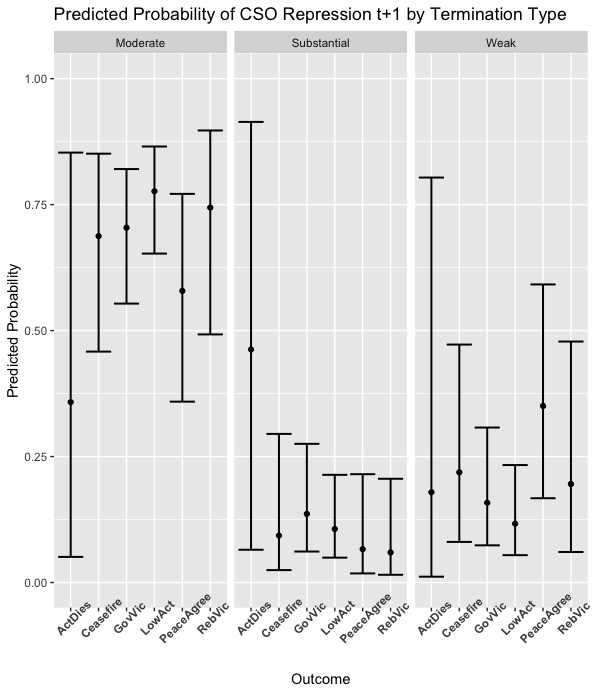 Predicted Probability of CSO Repression t+1 by Termination Type
Moderate Substantial Weak
1.00
0.75
0.50
0.25
0.00
Predicted Probability
ActDies Ceasefire GovVic LowAct PeaceAgree RebVic ActDies Ceasefire GovVic LowAct PeaceAgree RebVic ActDies Ceasefire GovVic LowAct PeaceAgree RebVic
Outcome